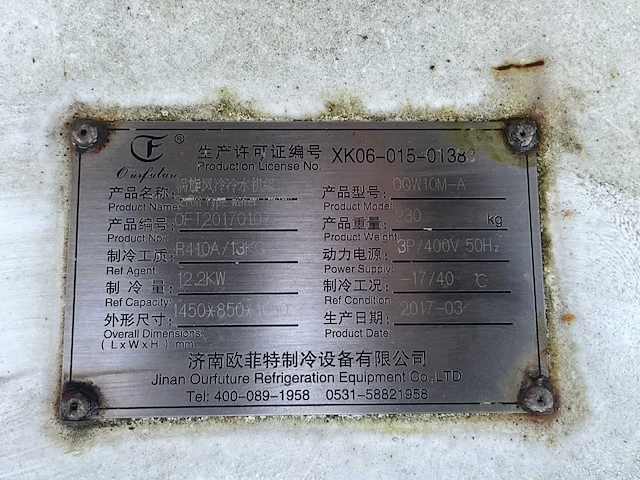 Ourfuture ®
生产许可证编号 XK06-015-01383
Production License No.
产品名称: 涡旋风冷冷水机组
Product Name:
产品型号: OQW10M-A
Product Model:
产品编号: OFT2017010
Product No.
产品重量: 230 kg
Product Weight:
制冷工质: R410A/13KG
Ref Agent:
动力电源: 3P/400V 50Hz
Power Supply:
制冷量: 12.2KW
Ref Capacity:
制冷工况: -17/40 ℃
Ref Condition:
外形尺寸: 1450×850×
Overall Dimensions:
(LxWxH) mm
生产日期: 2017-03
Product Date:
济南欧菲特制冷设备有限公司
Jinan Ourfuture Refrigeration Equipment Co.,LTD
Tel: 400-089-1958 0531-58821958